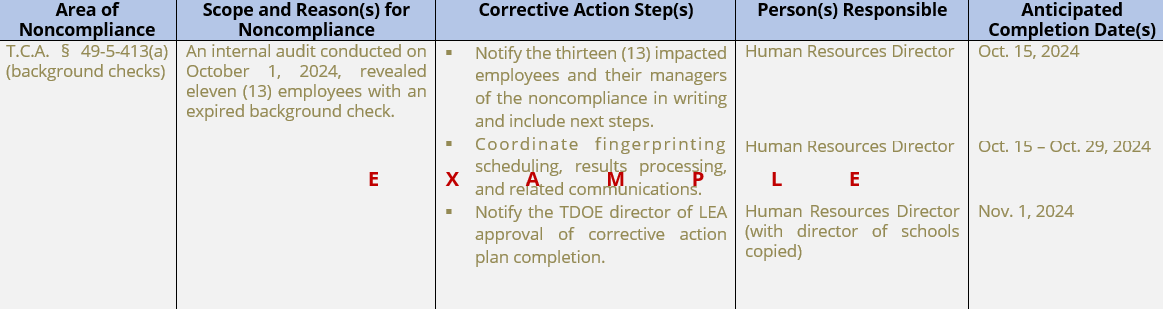 Area of
Noncompliance
Scope and Reason(s) for
Noncompliance
Corrective Action Step(s)
Person(s) Responsible
Anticipated
Completion Date(s)
T.C.A. § 49-5-413(a)
(background checks)
An internal audit conducted on
October 1, 2024, revealed
eleven (13) employees with an
expired background check.
▪ Notify the thirteen (13) impacted
employees and their managers
of the noncompliance in writing
and include next steps.
▪ Coordinate fingerprinting
scheduling, results processing,
and related communications.
▪ Notify the TDOE director of LEA
approval of corrective action
plan completion.
Human Resources Director
Human Resources Director
Human Resources Director
(with director of schools
copied)
Oct. 15, 2024
Oct. 15 – Oct. 29, 2024
Nov. 1, 2024
E X A M P L E